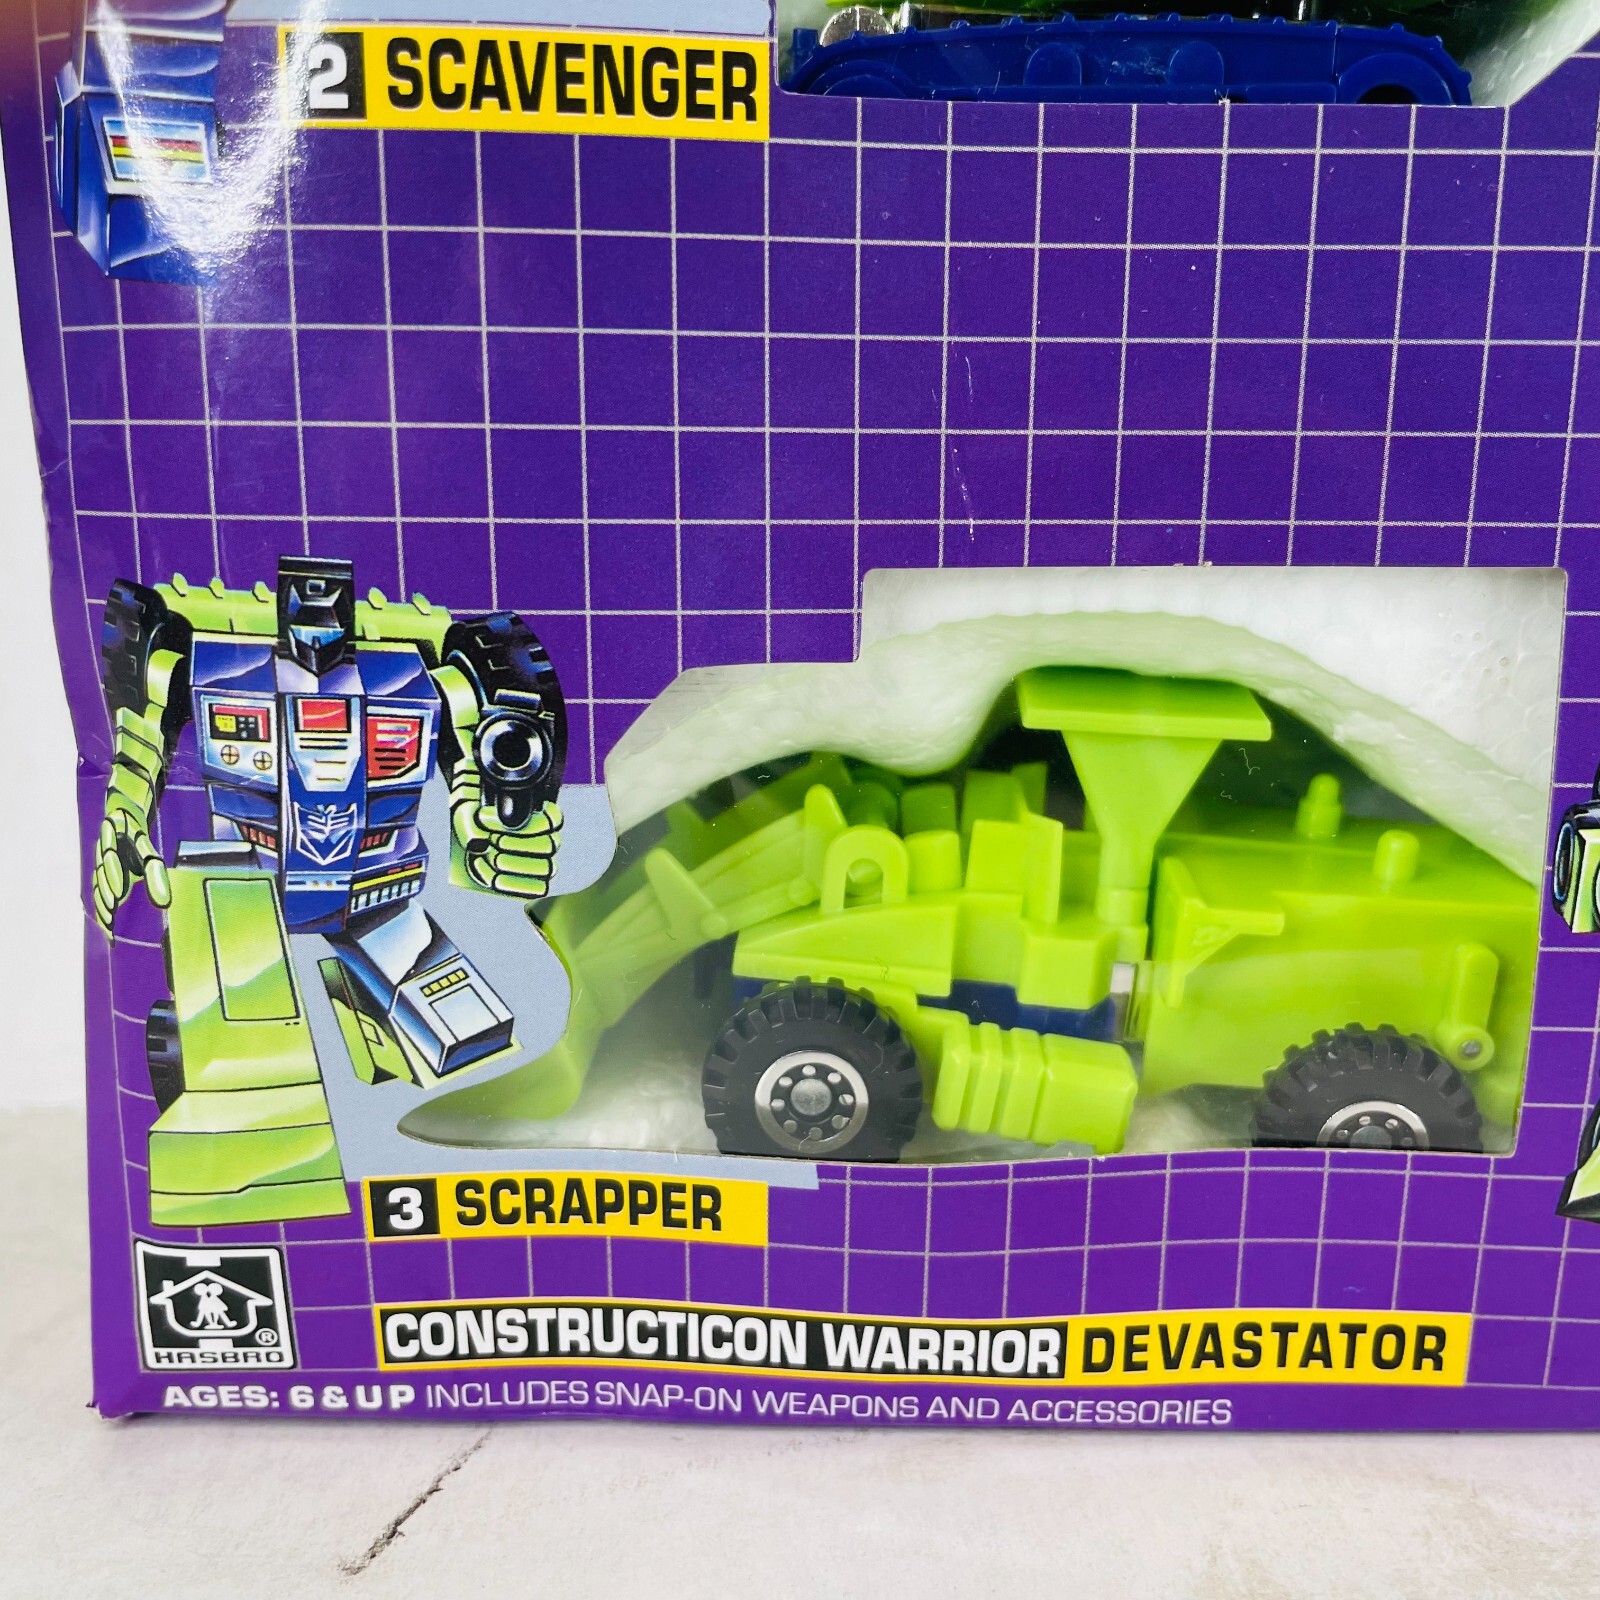 2 SCAVENGER
3 SCRAPPER
HASBRO ®
CONSTRUCTICON WARRIOR DEVASTATOR
AGES: 6 & UP INCLUDES SNAP-ON WEAPONS AND ACCESSORIES